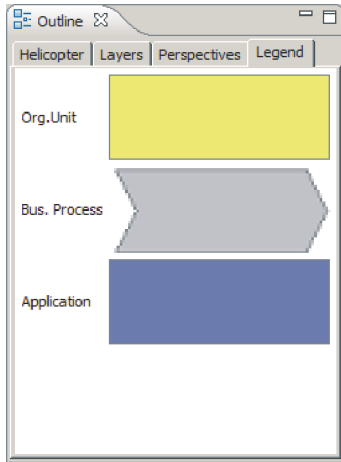 Outline
Helicopter Layers Perspectives Legend
Org.Unit
Bus. Process
Application